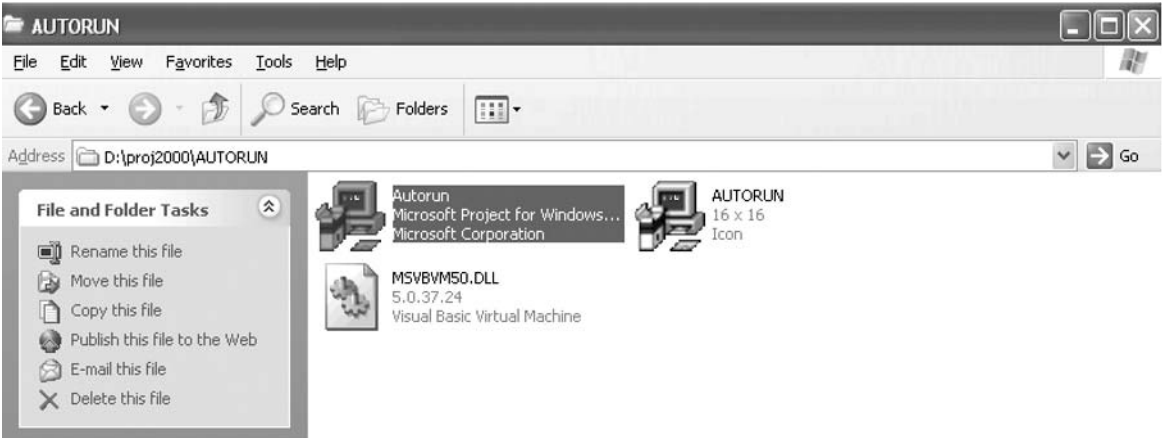 AUTORUN
File Edit View Favorites Tools Help
Back Search Folders
Address D:\proj2000\AUTORUN Go
File and Folder Tasks
Rename this file
Move this file
Copy this file
Publish this file to the Web
E-mail this file
Delete this file
Autorun
Microsoft Project for Windows...
Microsoft Corporation
AUTORUN
16 x 16
Icon
MSVBVM50.DLL
5.0.37.24
Visual Basic Virtual Machine